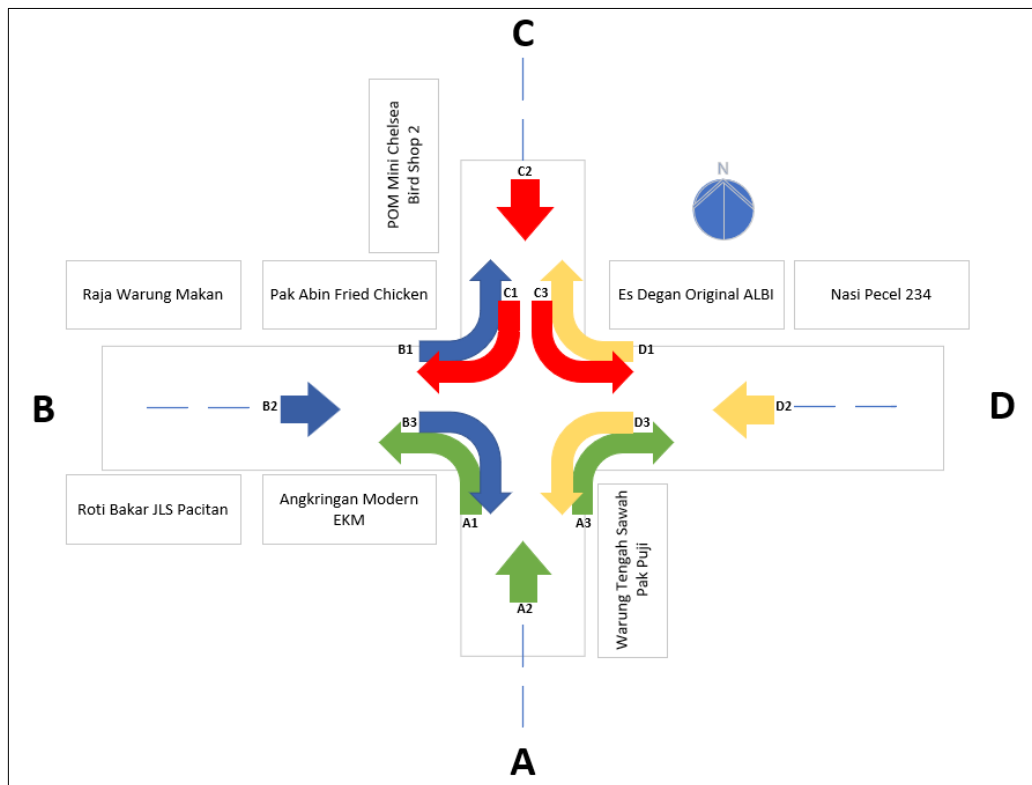 C
POM Mini Chelsea
Bird Shop 2
C2
N
Raja Warung Makan
Pak Abin Fried Chicken
C1
C3
Es Degan Original ALBI
Nasi Pecel 234
B1
D1
B
B2
B3
D3
D2
D
Roti Bakar JLS Pacitan
Angkringan Modern
EKM
A1
A3
Warung Tengah Sawah
Pak Puji
A2
A